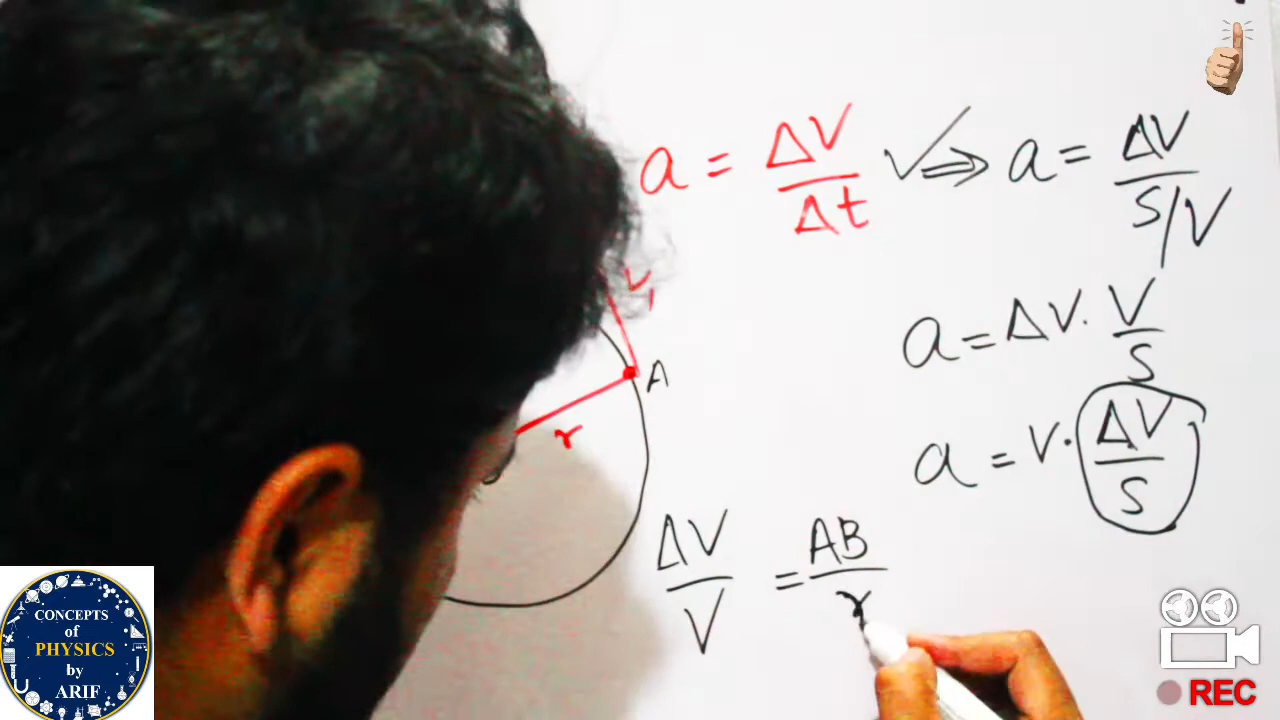 a = ΔV/Δt ✓ ⇒ a = ΔV/S/V
V₁
A
r
a = ΔV · V/S
a = V · ΔV/S
ΔV/V = AB/r
CONCEPTS
of
PHYSICS
by
ARIF
REC